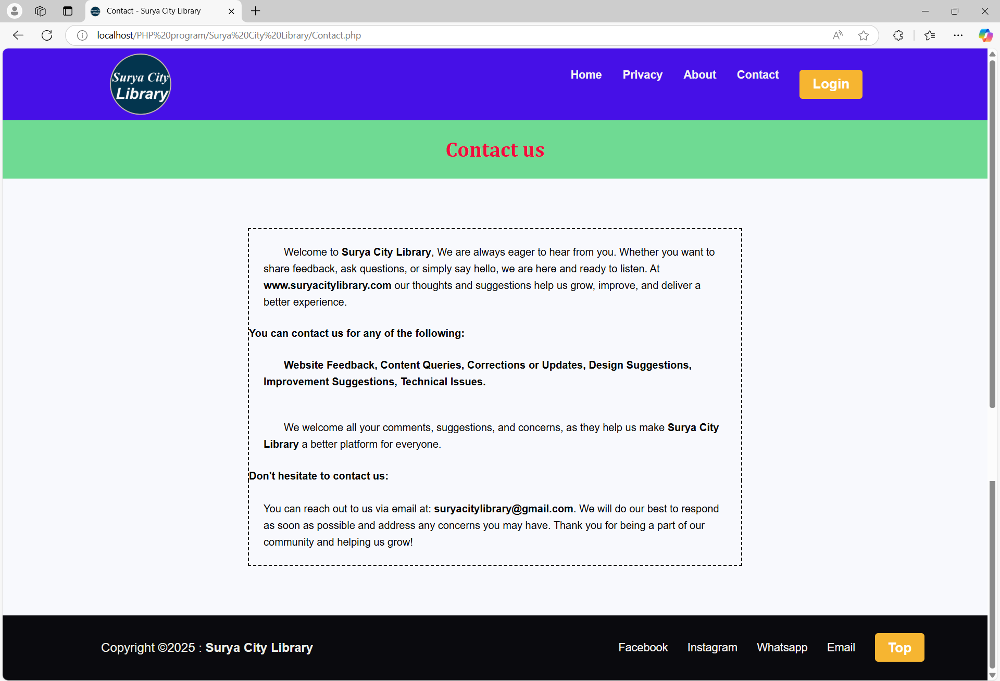 Contact - Surya City Library
localhost/PHP%20program/Surya%20City%20Library/Contact.php
Surya City
Library
Home Privacy About Contact Login
Contact us
Welcome to Surya City Library, We are always eager to hear from you. Whether you want to
share feedback, ask questions, or simply say hello, we are here and ready to listen. At
www.suryacitylibrary.com our thoughts and suggestions help us grow, improve, and deliver a
better experience.
You can contact us for any of the following:
Website Feedback, Content Queries, Corrections or Updates, Design Suggestions,
Improvement Suggestions, Technical Issues.
We welcome all your comments, suggestions, and concerns, as they help us make Surya City
Library a better platform for everyone.
Don't hesitate to contact us:
You can reach out to us via email at: suryacitylibrary@gmail.com. We will do our best to respond
as soon as possible and address any concerns you may have. Thank you for being a part of our
community and helping us grow!
Copyright ©2025 : Surya City Library Facebook Instagram Whatsapp Email Top